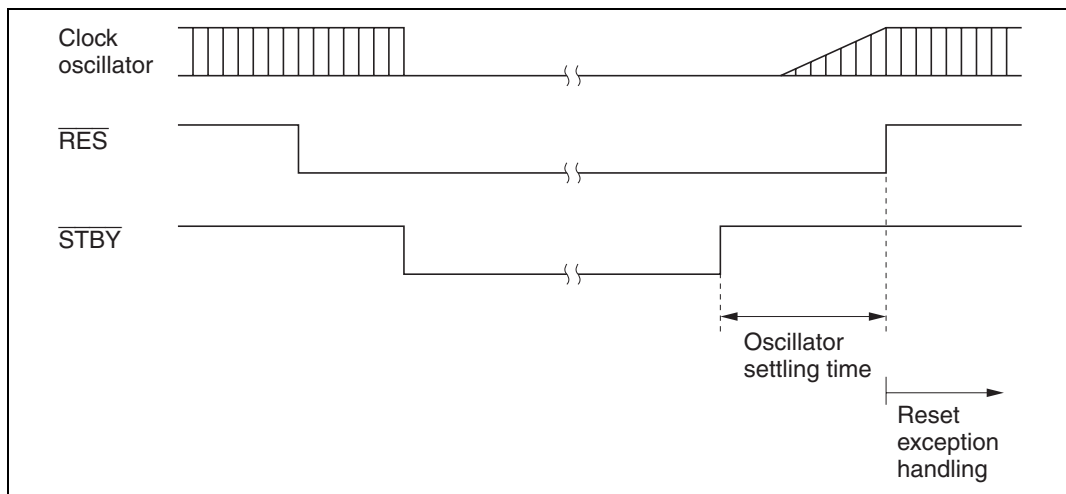 Clock
oscillator
RES
STBY
Oscillator
settling time
Reset
exception
handling